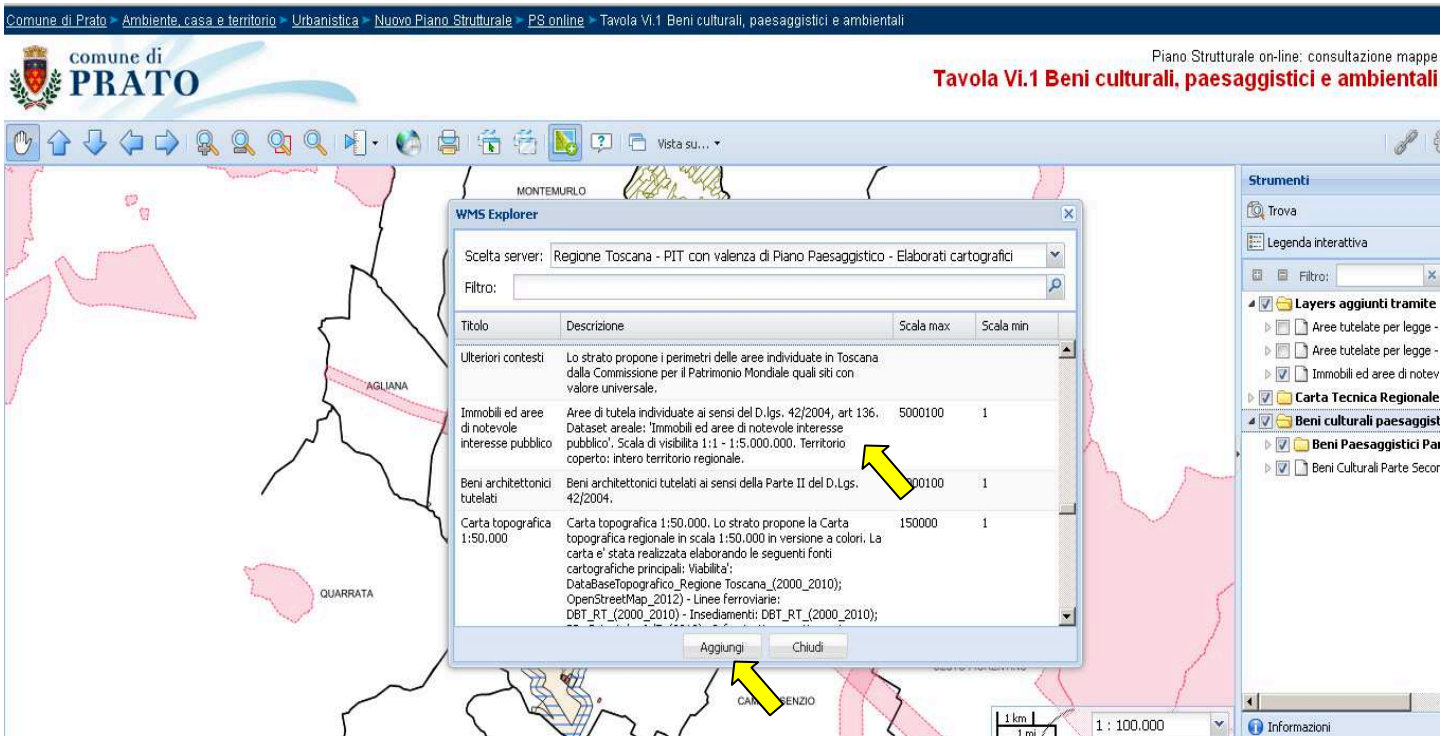 Comune di Prato ► Ambiente, casa e territorio ► Urbanistica ► Nuovo Piano Strutturale ► PS online ► Tavola Vi.1 Beni culturali, paesaggistici e ambientali
comune di
PRATO
Piano Strutturale on-line: consultazione mappe
Tavola Vi.1 Beni culturali, paesaggistici e ambientali
Vista su...
MONTEMURLO
AGLIANA
QUARRATA
WMS Explorer
Scelta server: Regione Toscana - PIT con valenza di Piano Paesaggistico - Elaborati cartografici
Filtro:
Titolo Descrizione Scala max Scala min
Ulteriori contesti Lo strato propone i perimetri delle aree individuate in Toscana
dalla Commissione per il Patrimonio Mondiale quali siti con
valore universale.
Immobili ed aree Aree di tutela individuate ai sensi del D.lgs. 42/2004, art 136. 5000100 1
di notevole Dataset areale: 'Immobili ed aree di notevole interesse
interesse pubblico pubblico'. Scala di visibilita 1:1 - 1:5.000.000. Territorio
coperto: intero territorio regionale.
Beni architettonici Beni architettonici tutelati ai sensi della Parte II del D.Lgs. 000100 1
tutelati 42/2004.
Carta topografica Carta topografica 1:50.000. Lo strato propone la Carta 150000 1
1:50.000 topografica regionale in scala 1:50.000 in versione a colori. La
carta e' stata realizzata elaborando le seguenti fonti
cartografiche principali: Viabilita':
DataBaseTopografico_Regione Toscana_(2000_2010);
OpenStreetMap_2012) - Linee ferroviarie:
DBT_RT_(2000_2010) - Insediamenti: DBT_RT_(2000_2010);
Aggiungi Chiudi
1 km
1 mi
1 : 100.000
Strumenti
Trova
Legenda interattiva
Filtro:
Layers aggiunti tramite
Aree tutelate per legge -
Aree tutelate per legge -
Immobili ed aree di notev
Carta Tecnica Regionale
Beni culturali paesaggist
Beni Paesaggistici Par
Beni Culturali Parte Secor
Informazioni